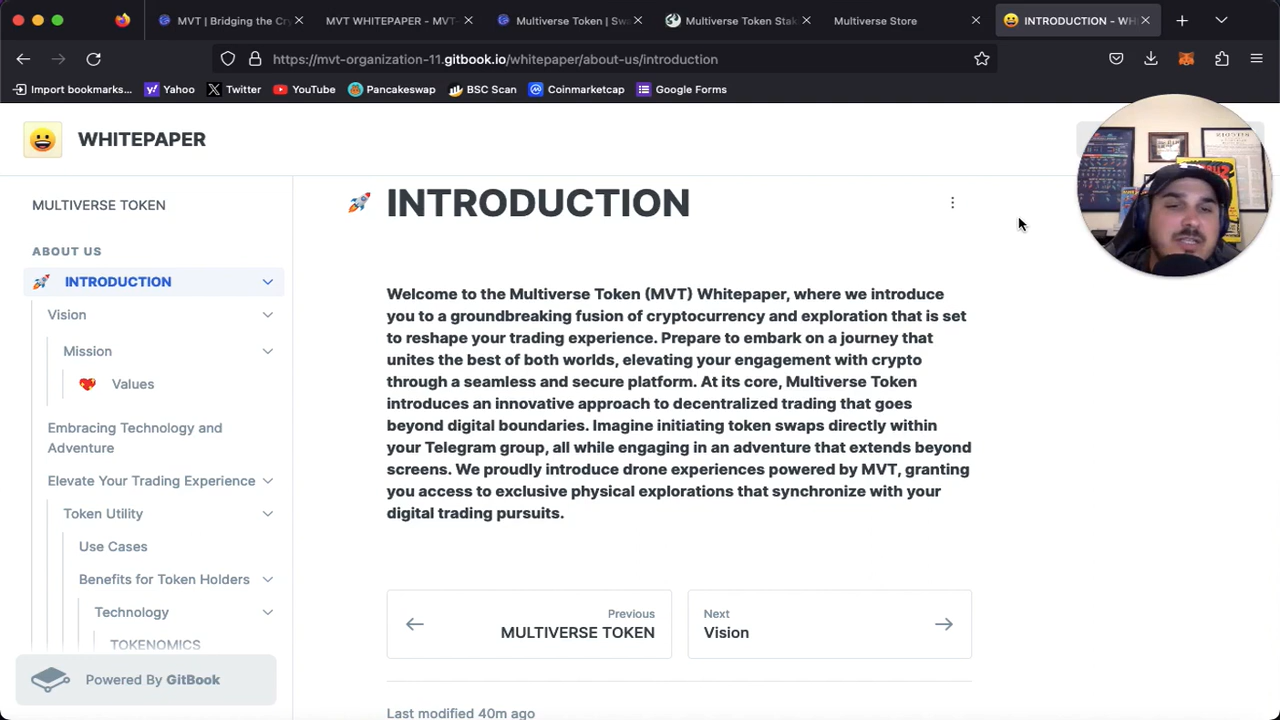 MVT | Bridging the Cry
MVT WHITEPAPER - MVT-
Multiverse Token | Swa
Multiverse Token Stak
Multiverse Store
INTRODUCTION - WH
https://mvt-organization-11.gitbook.io/whitepaper/about-us/introduction
Import bookmarks...
Yahoo
Twitter
YouTube
Pancakeswap
BSC Scan
Coinmarketcap
Google Forms
WHITEPAPER
MULTIVERSE TOKEN
ABOUT US
INTRODUCTION
Vision
Mission
Values
Embracing Technology and
Adventure
Elevate Your Trading Experience
Token Utility
Use Cases
Benefits for Token Holders
Technology
TOKENOMICS
Powered By GitBook
INTRODUCTION
Welcome to the Multiverse Token (MVT) Whitepaper, where we introduce
you to a groundbreaking fusion of cryptocurrency and exploration that is set
to reshape your trading experience. Prepare to embark on a journey that
unites the best of both worlds, elevating your engagement with crypto
through a seamless and secure platform. At its core, Multiverse Token
introduces an innovative approach to decentralized trading that goes
beyond digital boundaries. Imagine initiating token swaps directly within
your Telegram group, all while engaging in an adventure that extends beyond
screens. We proudly introduce drone experiences powered by MVT, granting
you access to exclusive physical explorations that synchronize with your
digital trading pursuits.
Previous
MULTIVERSE TOKEN
Next
Vision
Last modified 40m ago